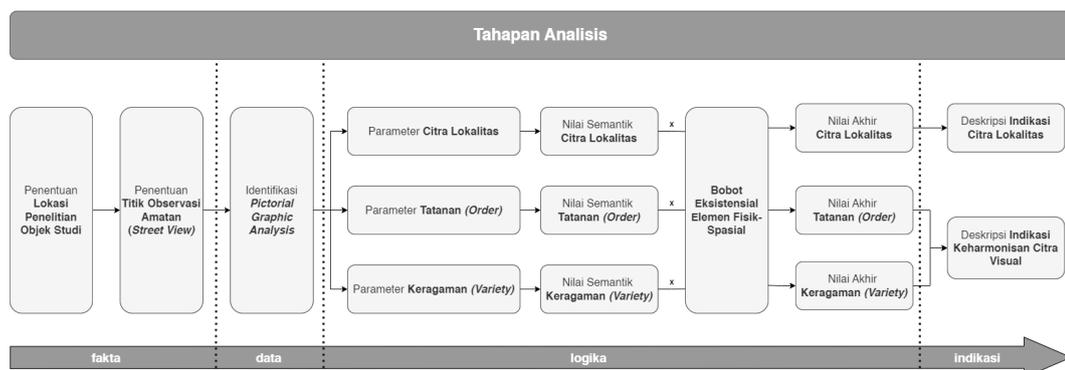 Tahapan Analisis
Penentuan
Lokasi
Penelitian
Objek Studi
Penentuan
Titik Observasi
Amatan
(Street View)
Identifikasi
Pictorial
Graphic
Analysis
Parameter Citra Lokalitas
Parameter Tatanan (Order)
Parameter Keragaman (Variety)
Nilai Semantik
Citra Lokalitas
Nilai Semantik
Tatanan (Order)
Nilai Semantik
Keragaman (Variety)
x
x
x
Bobot
Eksistensial
Elemen Fisik-
Spasial
Nilai Akhir
Citra Lokalitas
Nilai Akhir
Tatanan (Order)
Nilai Akhir
Keragaman (Variety)
Deskripsi Indikasi
Citra Lokalitas
Deskripsi Indikasi
Keharmonisan Citra
Visual
fakta
data
logika
indikasi